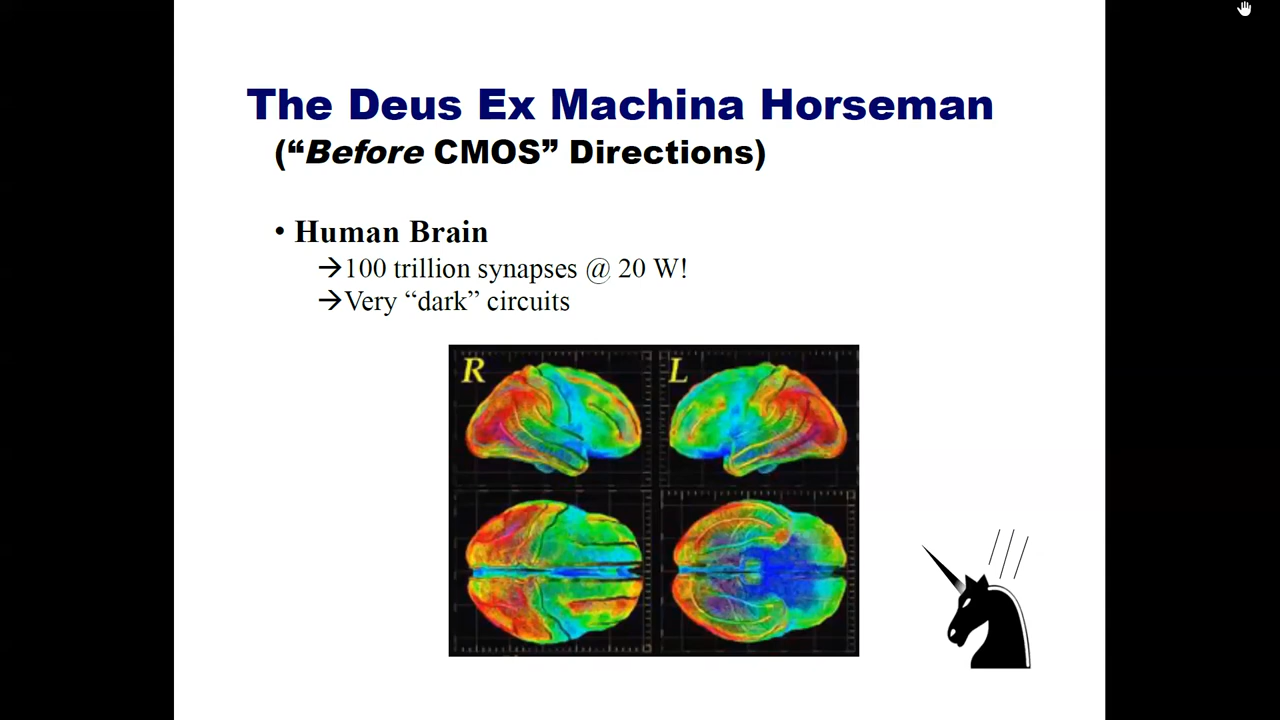 The Deus Ex Machina Horseman
(“Before CMOS” Directions)
• Human Brain
→100 trillion synapses @ 20 W!
→Very “dark” circuits
R
L